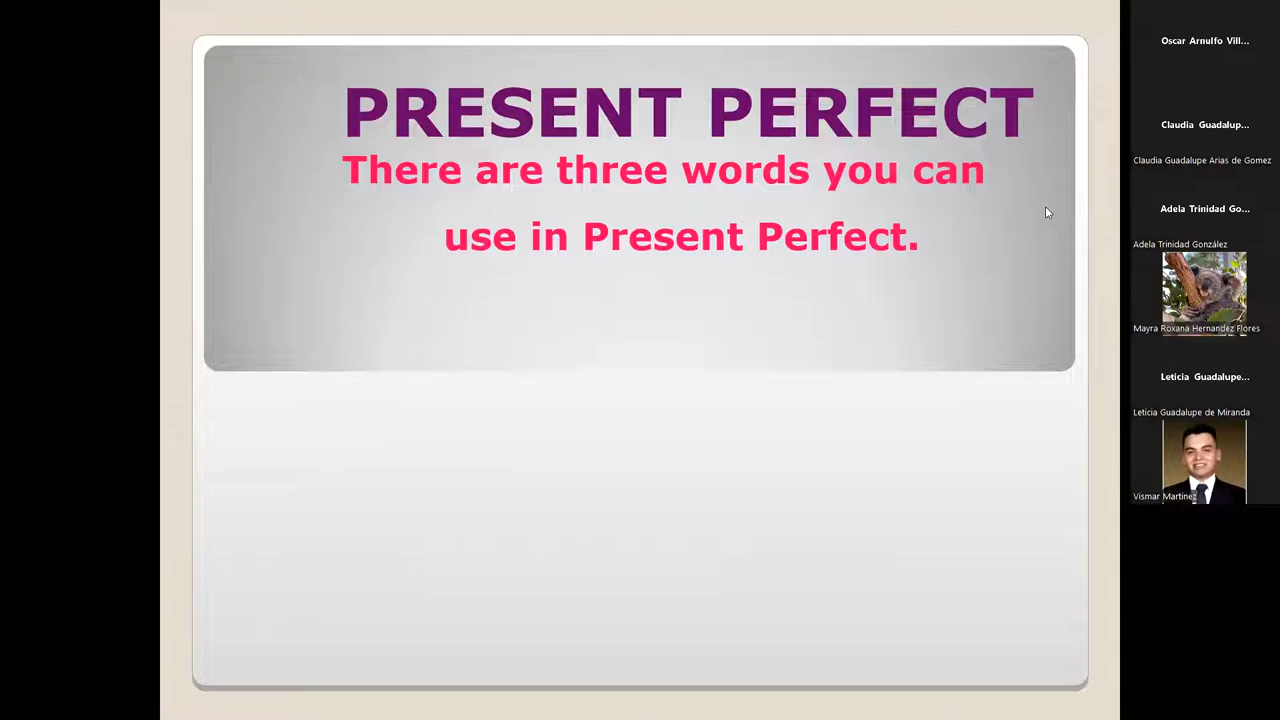 PRESENT PERFECT
There are three words you can
use in Present Perfect.
Oscar Arnulfo Vill...
Claudia Guadalup...
Claudia Guadalupe Arias de Gomez
Adela Trinidad Go...
Adela Trinidad González
Mayra Roxana Hernandez Flores
Leticia Guadalupe...
Leticia Guadalupe de Miranda
Vismar Martinez